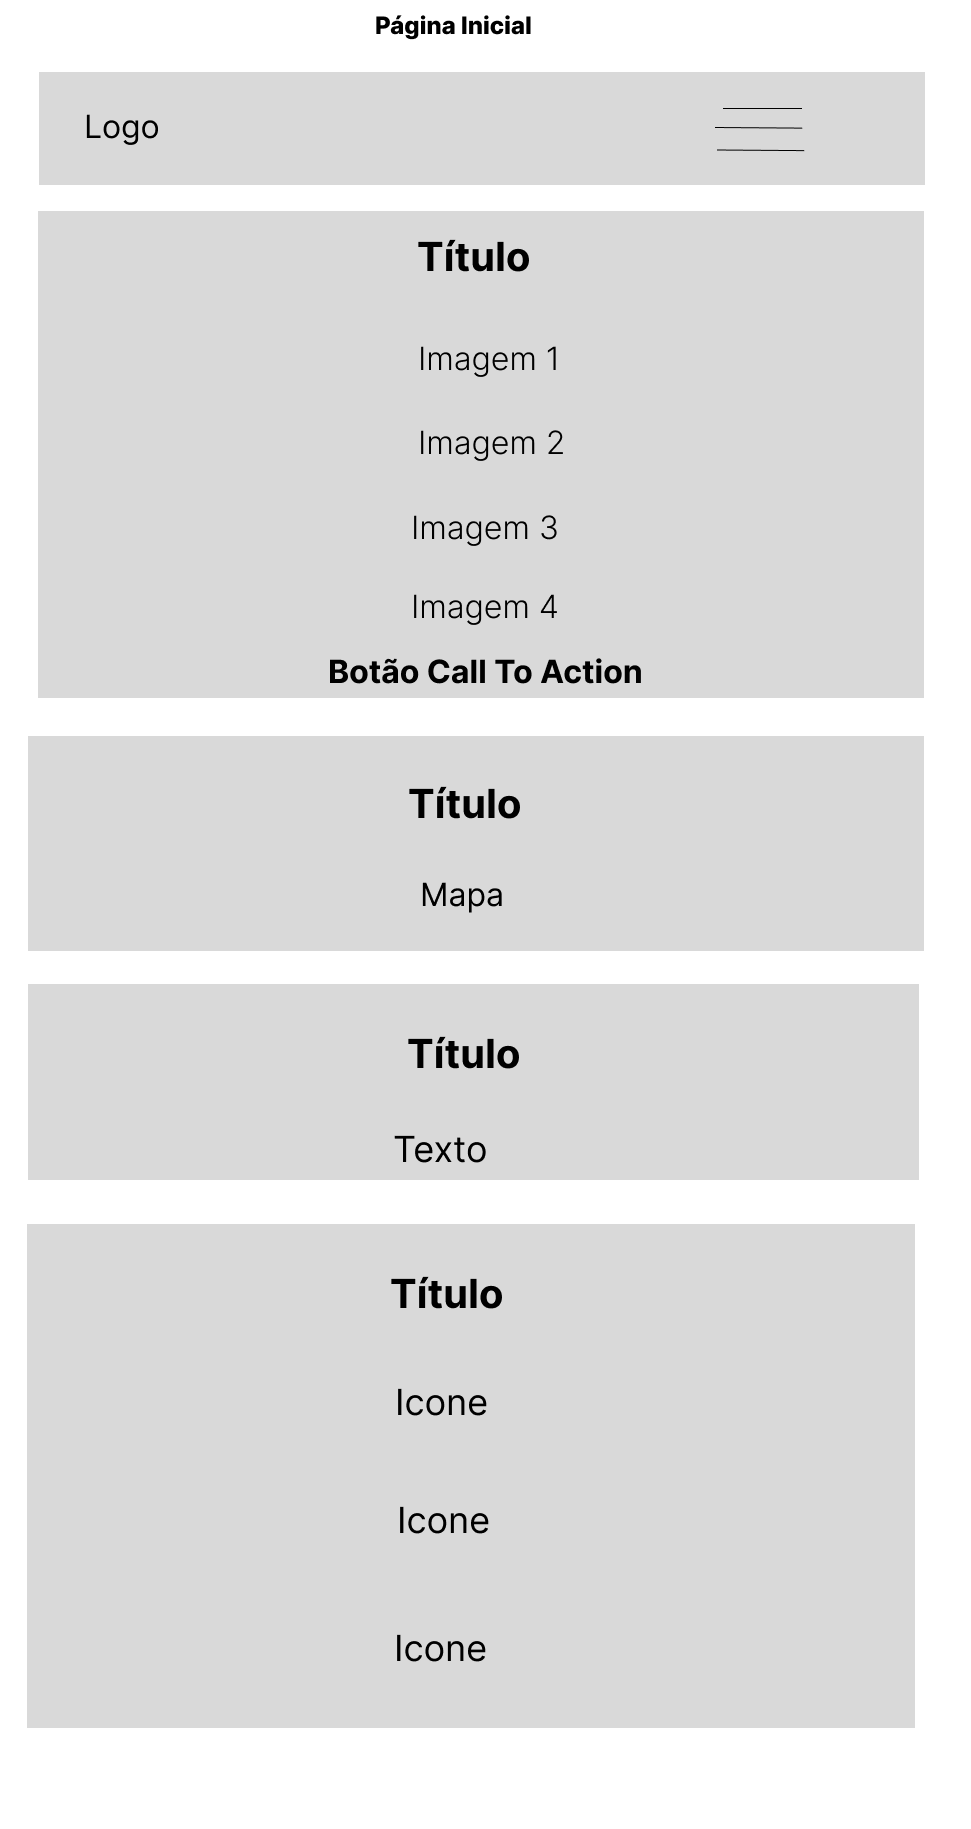 Página Inicial
Logo
Título
Imagem 1
Imagem 2
Imagem 3
Imagem 4
Botão Call To Action
Título
Mapa
Título
Texto
Título
Icone
Icone
Icone